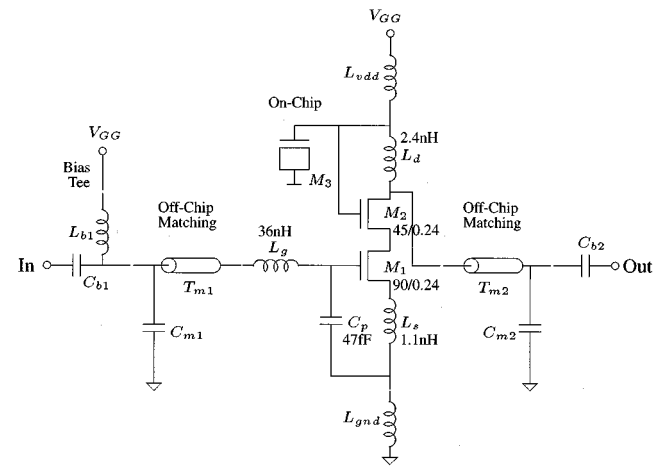 V_GG
L_vdd
On-Chip
2.4nH
L_d
V_GG
Bias
Tee
M_3
Off-Chip
Matching
M_2
45/0.24
Off-Chip
Matching
L_b1
36nH
L_g
C_b2
In
M_1
Out
C_b1
T_m1
90/0.24
T_m2
C_m1
C_p
47fF
L_s
1.1nH
C_m2
L_gnd